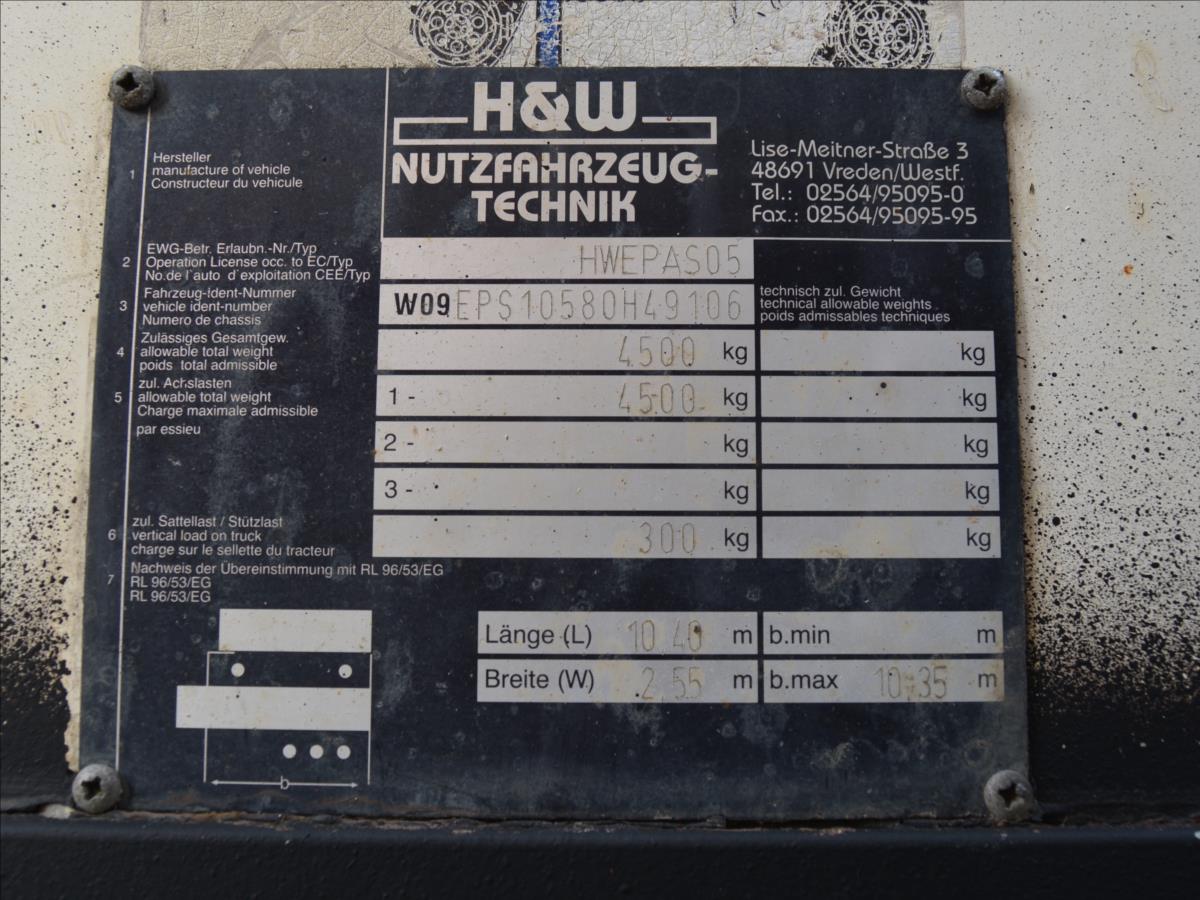 H&W
NUTZFAHRZEUG-
TECHNIK
Lise-Meitner-Straße 3
48691 Vreden/Westf.
Tel.: 02564/95095-0
Fax.: 02564/95095-95
1 Hersteller
manufacture of vehicle
Constructeur du vehicule
2 EWG-Betr. Erlaubn.-Nr./Typ
Operation License occ. to EC/Typ
No.de l'auto d'exploitation CEE/Typ
HWEPAS05
3 Fahrzeug-Ident-Nummer
vehicle ident-number
Numero de chassis
W09EPS10580H49106
technisch zul. Gewicht
technical allowable weights
poids admissables techniques
4 Zulässiges Gesamtgew.
allowable total weight
poids total admissible
4500 kg kg
5 zul. Achslasten
allowable total weight
Charge maximale admissible
par essieu
1 - 4500 kg kg
2 - kg kg
3 - kg kg
6 zul. Sattellast / Stützlast
vertical load on truck
charge sur le sellette du tracteur
300 kg kg
7 Nachweis der Übereinstimmung mit RL 96/53/EG
RL 96/53/EG
RL 96/53/EG
Länge (L) 10,40 m b.min m
Breite (W) 2,55 m b.max 10,35 m
b